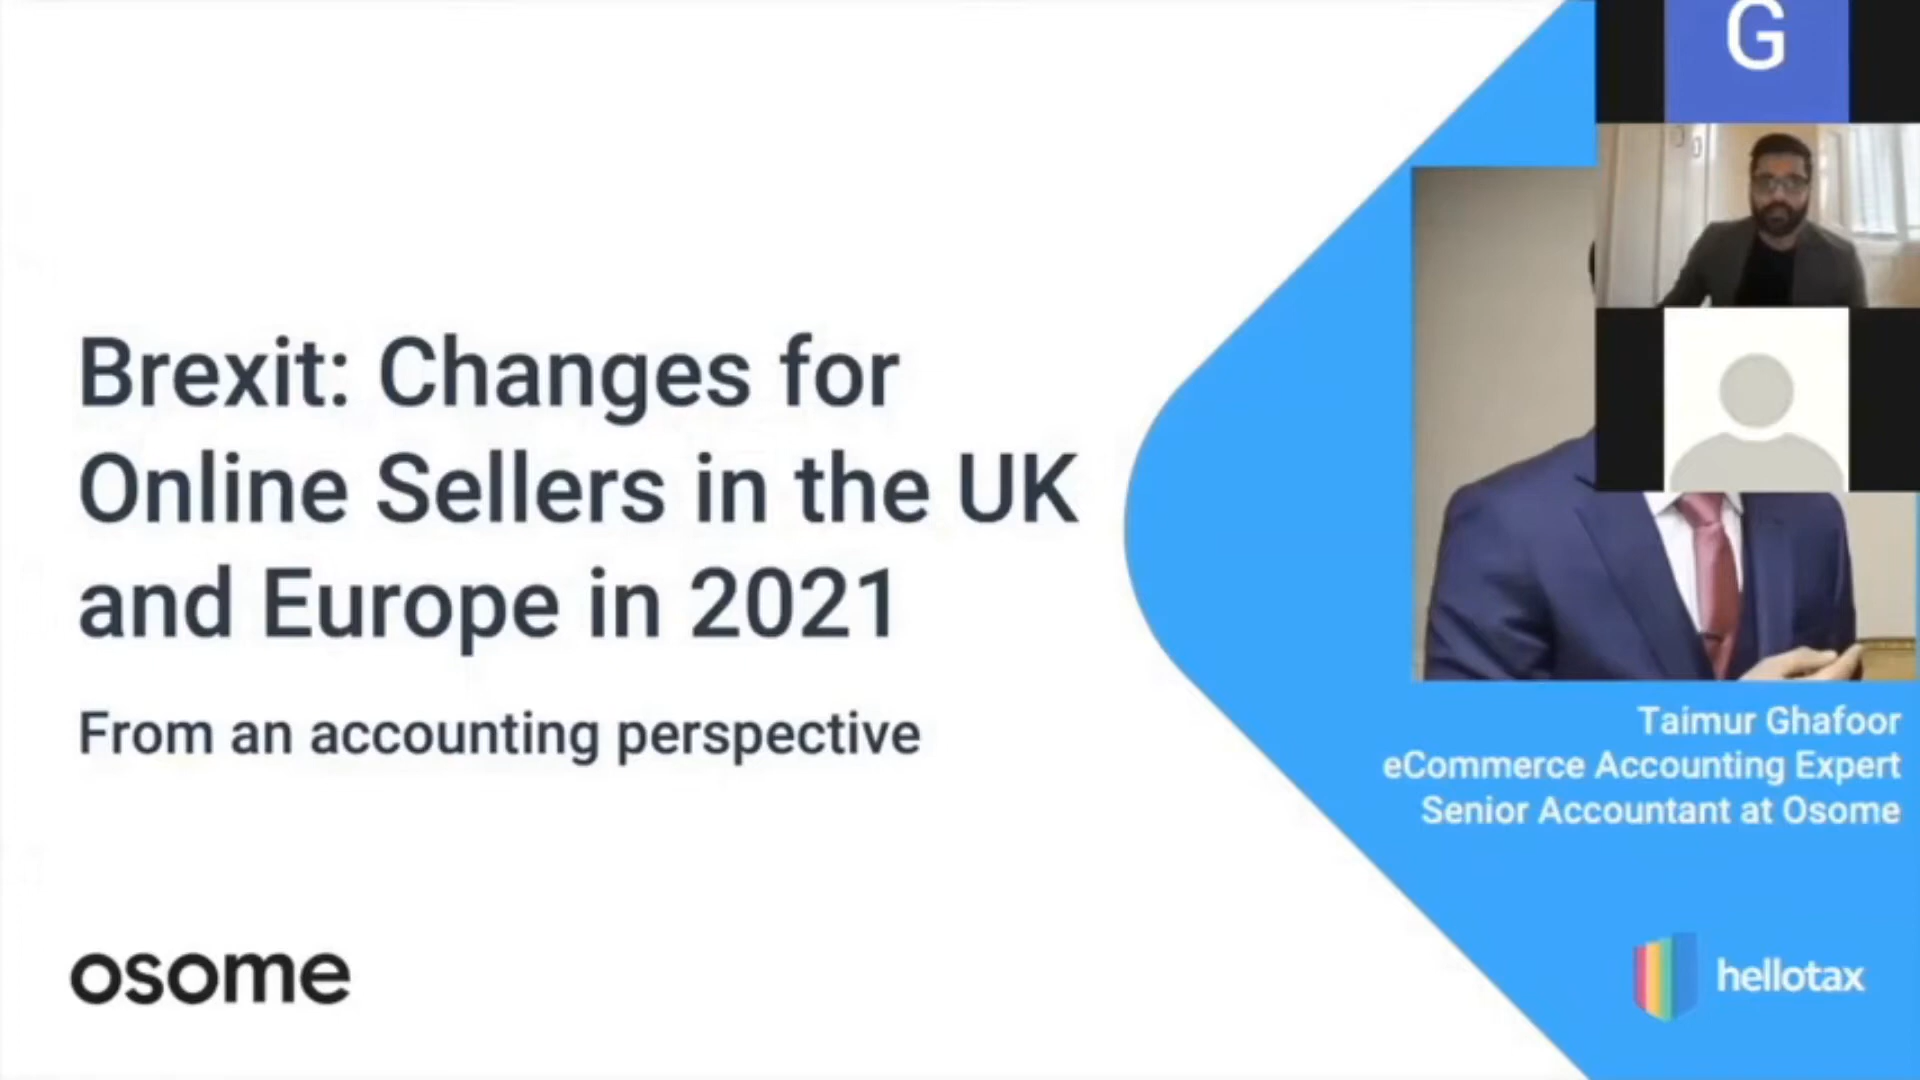 G
Brexit: Changes for
Online Sellers in the UK
and Europe in 2021
From an accounting perspective
Taimur Ghafoor
eCommerce Accounting Expert
Senior Accountant at Osome
osome
hellotax